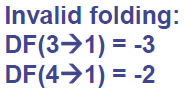 Invalid folding:
DF(3→1) = -3
DF(4→1) = -2